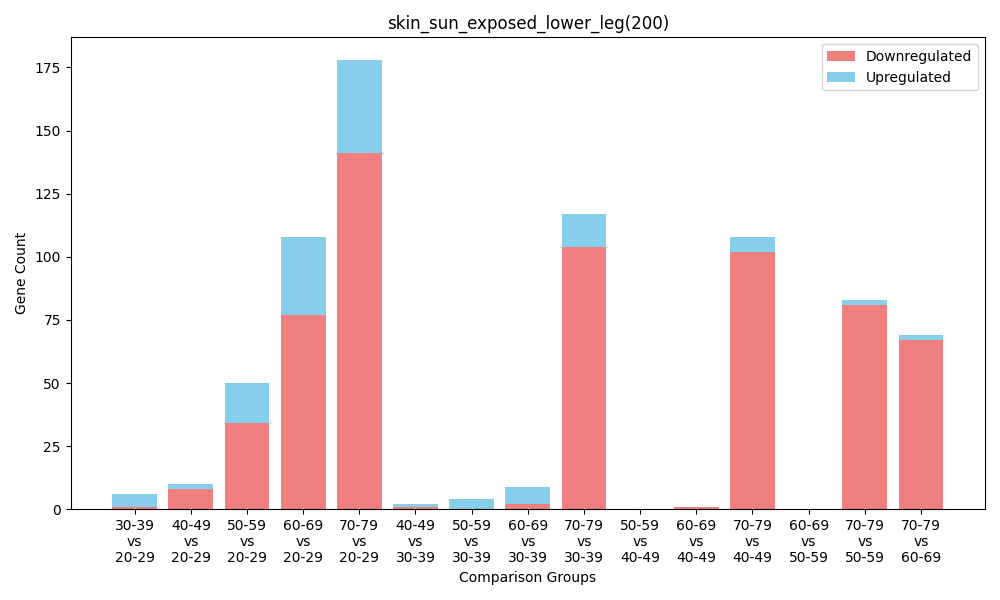 skin_sun_exposed_lower_leg(200)
Downregulated
Upregulated
Gene Count
175
150
125
100
75
50
25
0
30-39 40-49 50-59 60-69 70-79 40-49 50-59 60-69 70-79 50-59 60-69 70-79 60-69 70-79 70-79
vs vs vs vs vs vs vs vs vs vs vs vs vs vs vs
20-29 20-29 20-29 20-29 20-29 30-39 30-39 30-39 30-39 40-49 40-49 40-49 50-59 50-59 60-69
Comparison Groups